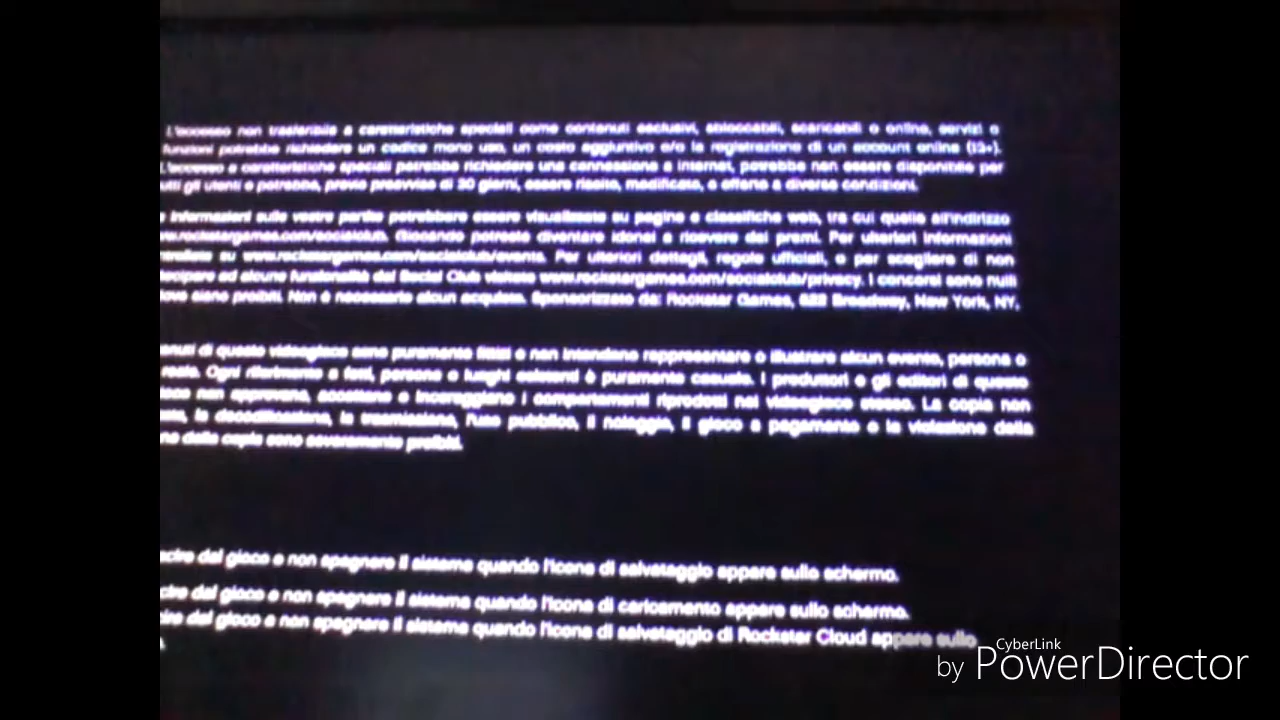 L'accesso non trasferibile a caratteristiche speciali come contenuti esclusivi, sbloccabili, scaricabili o online, servizi o
funzioni potrebbe richiedere un codice mono uso, un costo aggiuntivo e/o la registrazione di un account online (13+).
L'accesso a caratteristiche speciali potrebbe richiedere una connessione a internet, potrebbe non essere disponibile per
utti gli utenti e potrebbe, previo preavviso di 30 giorni, essere risolto, modificato, o offerto a diverse condizioni.
e informazioni sulle vostre partite potrebbero essere visualizzate su pagine e classifiche web, tra cui quelle all'indirizzo
ww.rockstargames.com/socialclub. Giocando potreste diventare idonei a ricevere dei premi. Per ulteriori informazioni
su www.rockstargames.com/socialclub/events. Per ulteriori dettagli, regole ufficiali, o per scegliere di non
tecipare ad alcune funzionalità del Social Club visitate www.rockstargames.com/socialclub/privacy. I concorsi sono nulli
ove siano proibiti. Non è necessario alcun acquisto. Sponsorizzato da: Rockstar Games, 622 Broadway, New York, NY.
enuti di questo videogioco sono puramente fittizi e non intendono rappresentare o illustrare alcun evento, persona o
reale. Ogni riferimento a fatti, persone o luoghi esistenti è puramente casuale. I produttori e gli editori di questo
oco non approvano, accettano o incoraggiano i comportamenti riprodotti nel videogioco stesso. La copia non
la decodificazione, la trasmissione, l'uso pubblico, il noleggio, il gioco a pagamento e la violazione della
one dalla copia sono severamente proibiti.
scire dal gioco e non spegnere il sistema quando l'icona di salvataggio appare sullo schermo.
scire dal gioco e non spegnere il sistema quando l'icona di caricamento appare sullo schermo.
cire dal gioco e non spegnere il sistema quando l'icona di salvataggio di Rockstar Cloud appare sullo
CyberLink
by PowerDirector